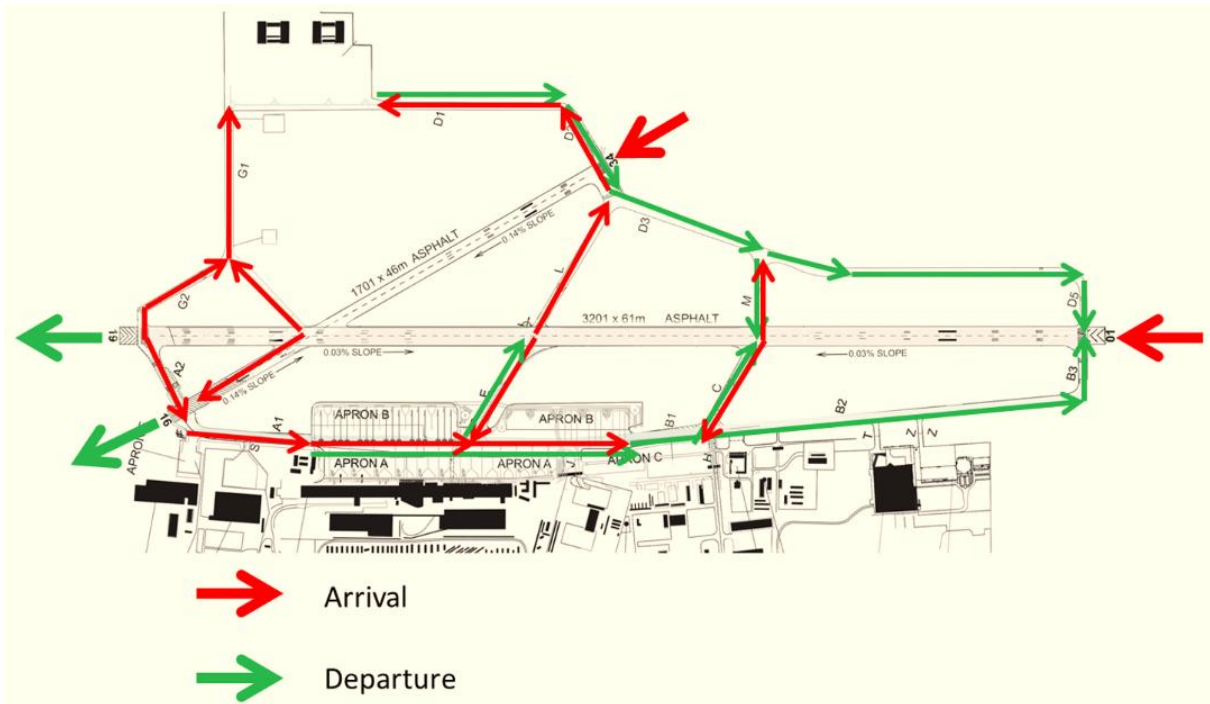 D1
34
G1
D3
0.14% SLOPE
1701 x 46m ASPHALT
L
G2
M
D5
3201 x 61m ASPHALT
19
01
0.03% SLOPE
0.03% SLOPE
A2
0.14% SLOPE
C
B3
16
B2
APRON B
APRON B
B1
A1
APRON
S
APRON A
APRON A
J
APRON C
H
T
Z
Z
Arrival
Departure